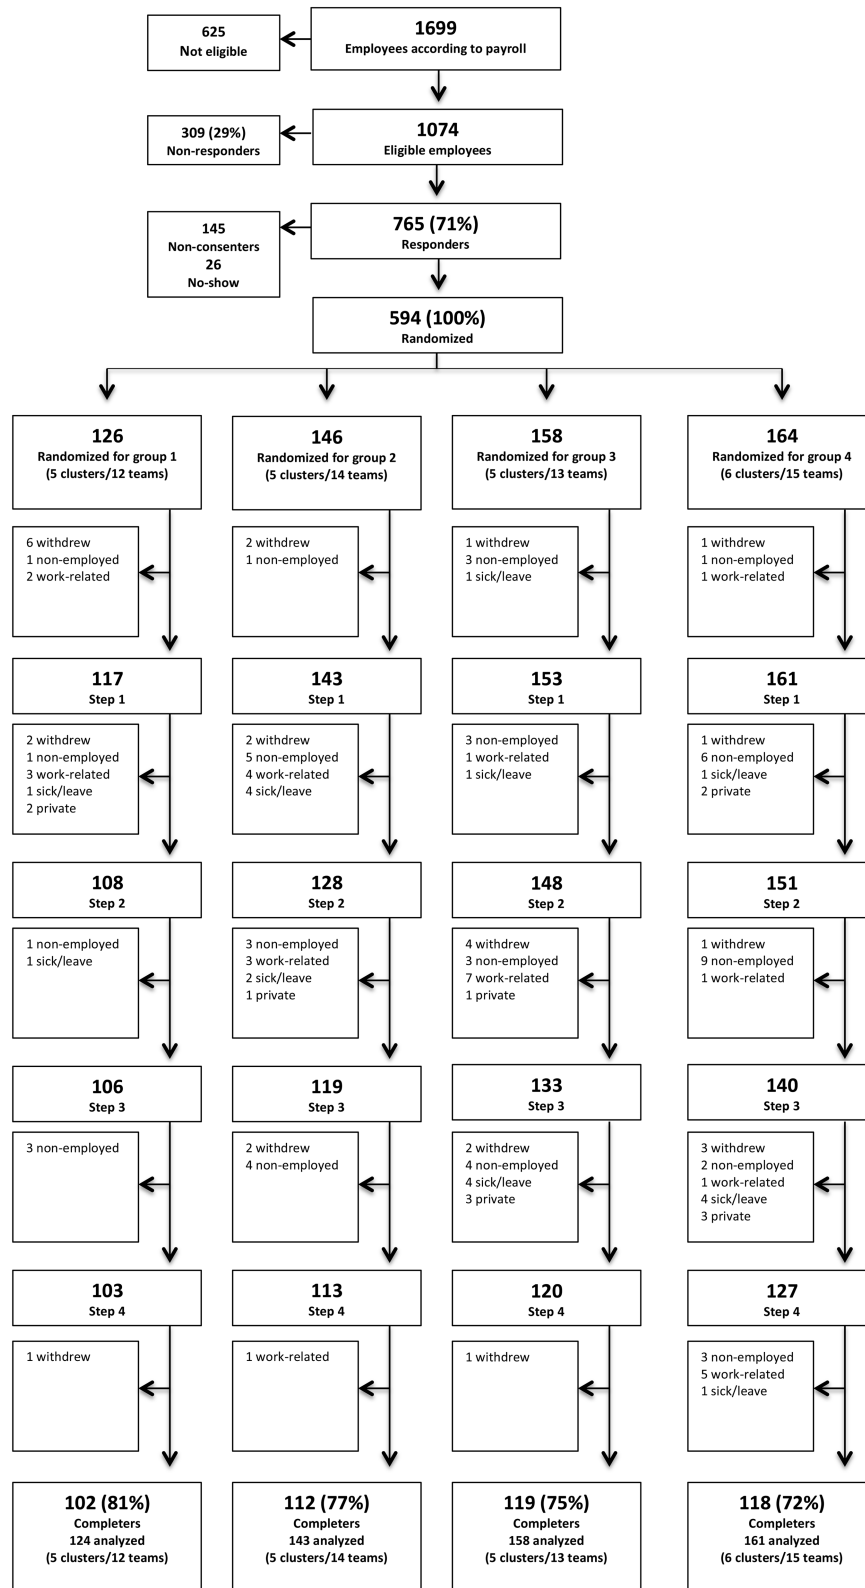 625
Not eligible
1699
Employees according to payroll
309 (29%)
Non-responders
1074
Eligible employees
145
Non-consenters
26
No-show
765 (71%)
Responders
594 (100%)
Randomized
126
Randomized for group 1
(5 clusters/12 teams)
146
Randomized for group 2
(5 clusters/14 teams)
158
Randomized for group 3
(5 clusters/13 teams)
164
Randomized for group 4
(6 clusters/15 teams)
6 withdrew
1 non-employed
2 work-related
2 withdrew
1 non-employed
1 withdrew
3 non-employed
1 sick/leave
1 withdrew
1 non-employed
1 work-related
117
Step 1
143
Step 1
153
Step 1
161
Step 1
2 withdrew
1 non-employed
3 work-related
1 sick/leave
2 private
2 withdrew
5 non-employed
4 work-related
4 sick/leave
3 non-employed
1 work-related
1 sick/leave
1 withdrew
6 non-employed
1 sick/leave
2 private
108
Step 2
128
Step 2
148
Step 2
151
Step 2
1 non-employed
1 sick/leave
3 non-employed
3 work-related
2 sick/leave
1 private
4 withdrew
3 non-employed
7 work-related
1 private
1 withdrew
9 non-employed
1 work-related
106
Step 3
119
Step 3
133
Step 3
140
Step 3
3 non-employed
2 withdrew
4 non-employed
2 withdrew
4 non-employed
4 sick/leave
3 private
3 withdrew
2 non-employed
1 work-related
4 sick/leave
3 private
103
Step 4
113
Step 4
120
Step 4
127
Step 4
1 withdrew
1 work-related
1 withdrew
3 non-employed
5 work-related
1 sick/leave
102 (81%)
Completers
124 analyzed
(5 clusters/12 teams)
112 (77%)
Completers
143 analyzed
(5 clusters/14 teams)
119 (75%)
Completers
158 analyzed
(5 clusters/13 teams)
118 (72%)
Completers
161 analyzed
(6 clusters/15 teams)